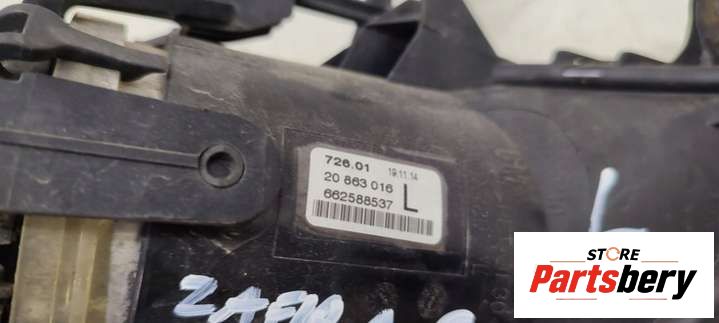 726.01 19.11.14
20 863 016 L
662588537
STORE
Partsbery